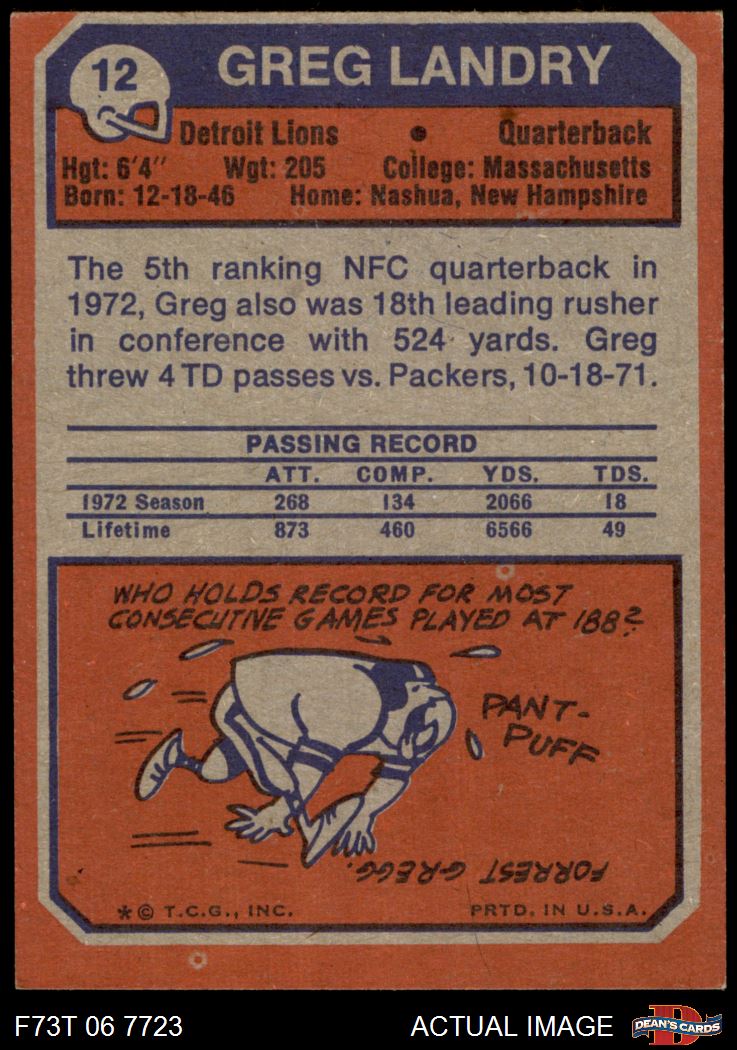 12
GREG LANDRY
Detroit Lions • Quarterback
Hgt: 6'4" Wgt: 205 College: Massachusetts
Born: 12-18-46 Home: Nashua, New Hampshire
The 5th ranking NFC quarterback in
1972, Greg also was 18th leading rusher
in conference with 524 yards. Greg
threw 4 TD passes vs. Packers, 10-18-71.
PASSING RECORD
ATT. COMP. YDS. TDS.
1972 Season 268 134 2066 18
Lifetime 873 460 6566 49
WHO HOLDS RECORD FOR MOST
CONSECUTIVE GAMES PLAYED AT 188?
PANT-
PUFF
FORREST GREGG.
* © T.C.G., INC. PRTD. IN U.S.A.
F73T 06 7723 ACTUAL IMAGE DEAN'S CARDS